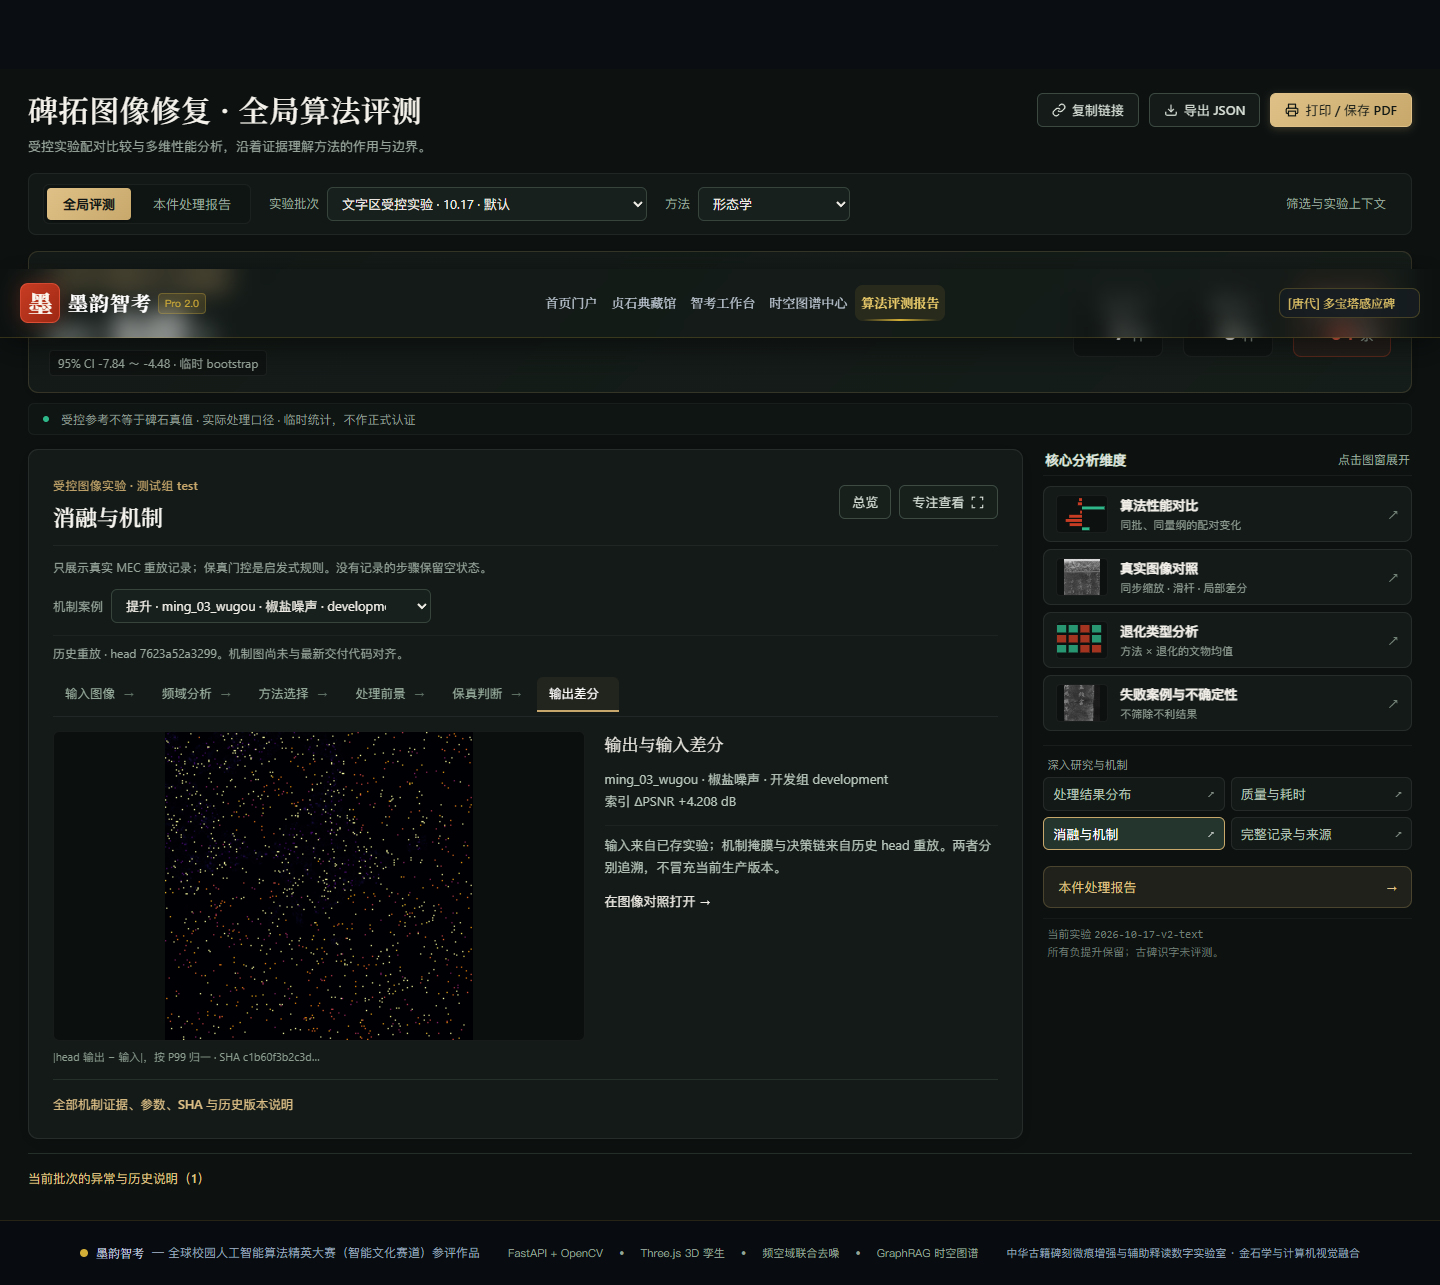 碑拓图像修复 · 全局算法评测
受控实验配对比较与多维性能分析，沿着证据理解方法的作用与边界。
复制链接
导出 JSON
打印 / 保存 PDF
全局评测
本件处理报告
实验批次
文字区受控实验 · 10.17 · 默认
方法
形态学
筛选与实验上下文
墨
墨韵智考
Pro 2.0
首页门户
贞石典藏馆
智考工作台
时空图谱中心
算法评测报告
[唐代] 多宝塔感应碑
95% CI -7.84 ～ -4.48 · 临时 bootstrap
受控参考不等于碑石真值 · 实际处理口径 · 临时统计，不作正式认证
受控图像实验 · 测试组 test
消融与机制
总览
专注查看
只展示真实 MEC 重放记录；保真门控是启发式规则。没有记录的步骤保留空状态。
机制案例
提升 · ming_03_wugou · 椒盐噪声 · developm
历史重放 · head 7623a52a3299。机制图尚未与最新交付代码对齐。
输入图像 →
频域分析 →
方法选择 →
处理前景 →
保真判断 →
输出差分
输出与输入差分
ming_03_wugou · 椒盐噪声 · 开发组 development
索引 ΔPSNR +4.208 dB
输入来自已存实验；机制掩膜与决策链来自历史 head 重放。两者分
别追溯，不冒充当前生产版本。
在图像对照打开 →
|head 输出 − 输入|，按 P99 归一 · SHA c1b60f3b2c3d...
全部机制证据、参数、SHA 与历史版本说明
核心分析维度
点击图窗展开
算法性能对比
同批、同量纲的配对变化
↗
真实图像对照
同步缩放 · 滑杆 · 局部差分
↗
退化类型分析
方法 × 退化的文物均值
↗
失败案例与不确定性
不筛除不利结果
↗
深入研究与机制
处理结果分布 ↗
质量与耗时 ↗
消融与机制 ↗
完整记录与来源 ↗
本件处理报告 →
当前实验 2026-10-17-v2-text
所有负提升保留；古碑识字未评测。
当前批次的异常与历史说明（1）
墨韵智考 — 全球校园人工智能算法精英大赛（智能文化赛道）参评作品
FastAPI + OpenCV • Three.js 3D 孪生 • 频空域联合去噪 • GraphRAG 时空图谱
中华古籍碑刻微痕增强与辅助释读数字实验室 · 金石学与计算机视觉融合